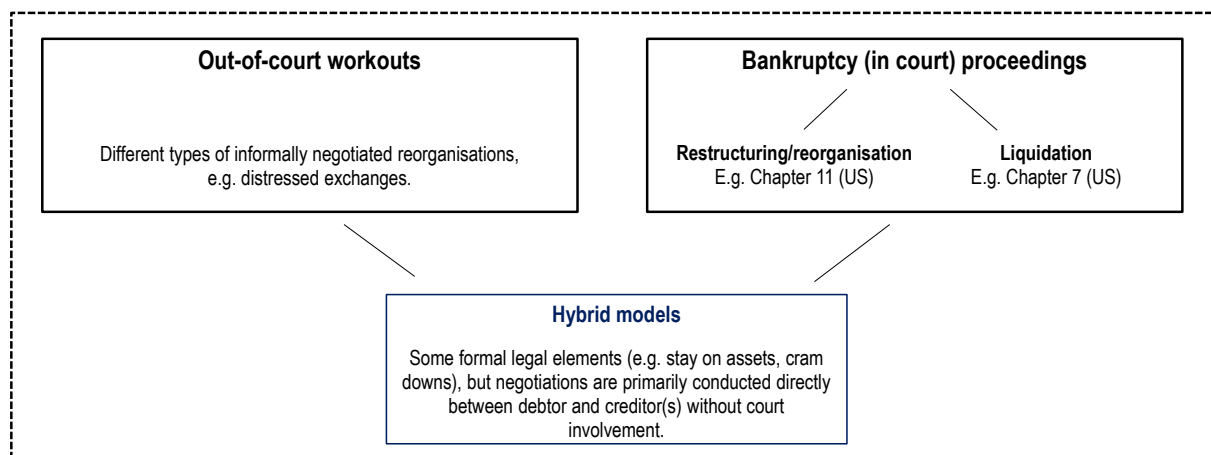 Out-of-court workouts
Different types of informally negotiated reorganisations,
e.g. distressed exchanges.
Bankruptcy (in court) proceedings
Restructuring/reorganisation
E.g. Chapter 11 (US)
Liquidation
E.g. Chapter 7 (US)
Hybrid models
Some formal legal elements (e.g. stay on assets, cram
downs), but negotiations are primarily conducted directly
between debtor and creditor(s) without court
involvement.